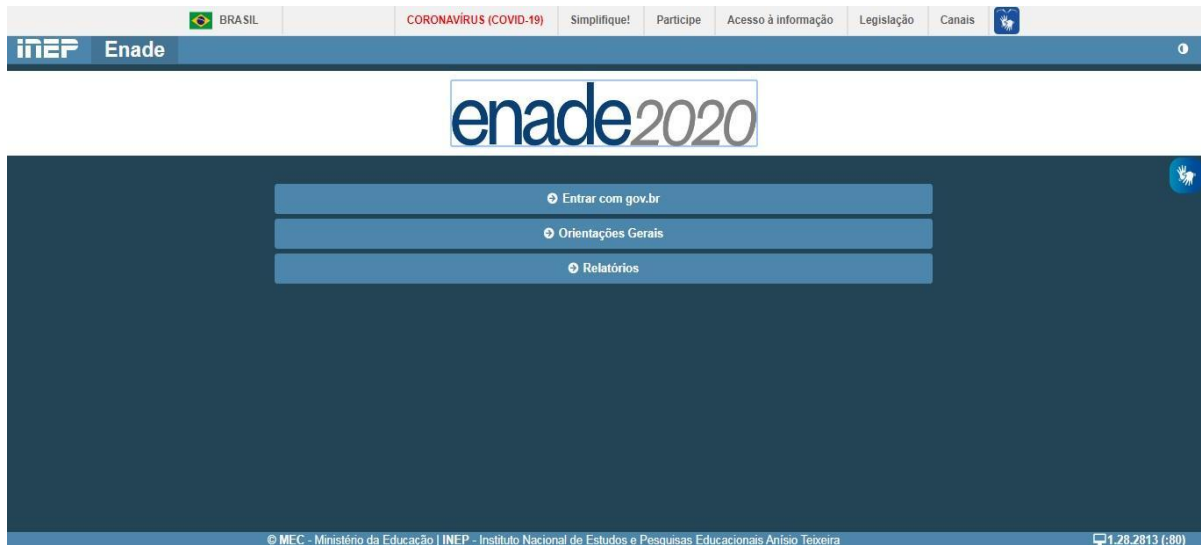 BRASIL CORONAVÍRUS (COVID-19) Simplifique! Participe Acesso à informação Legislação Canais
inep Enade
enade2020
Entrar com gov.br
Orientações Gerais
Relatórios
© MEC - Ministério da Educação | INEP - Instituto Nacional de Estudos e Pesquisas Educacionais Anísio Teixeira 1.28.2813 (:80)